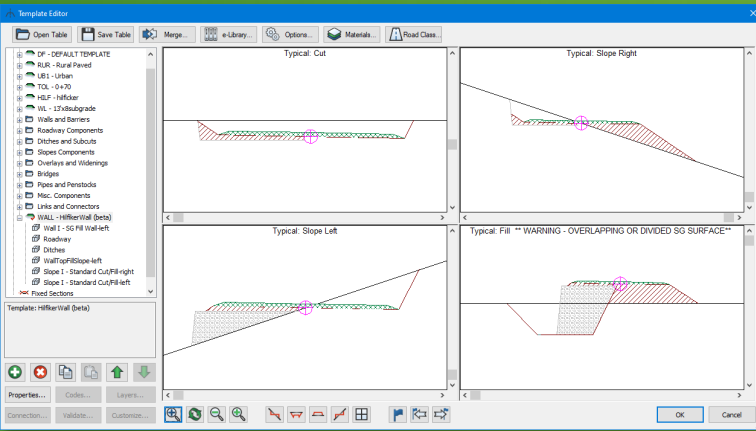 Template Editor
Open Table
Save Table
Merge...
e-Library...
Options...
Materials...
Road Class...
DF - DEFAULT TEMPLATE
RUR - Rural Paved
UB1 - Urban
TOL - 0+70
HILF - hilficker
WL - 13'x8subgrade
Walls and Barriers
Roadway Components
Ditches and Subcuts
Slopes Components
Overlays and Widenings
Bridges
Pipes and Penstocks
Misc. Components
Links and Connectors
WALL - HilfikerWall (beta)
Wall I - SG Fill Wall-left
Roadway
Ditches
WallTopFillSlope-left
Slope I - Standard Cut/Fill-right
Slope I - Standard Cut/Fill-left
Fixed Sections
Template: HilfikerWall (beta)
Properties...
Codes...
Layers...
Connection...
Validate...
Customize...
Typical: Cut
Typical: Slope Right
Typical: Slope Left
Typical: Fill ** WARNING - OVERLAPPING OR DIVIDED SG SURFACE**
OK
Cancel